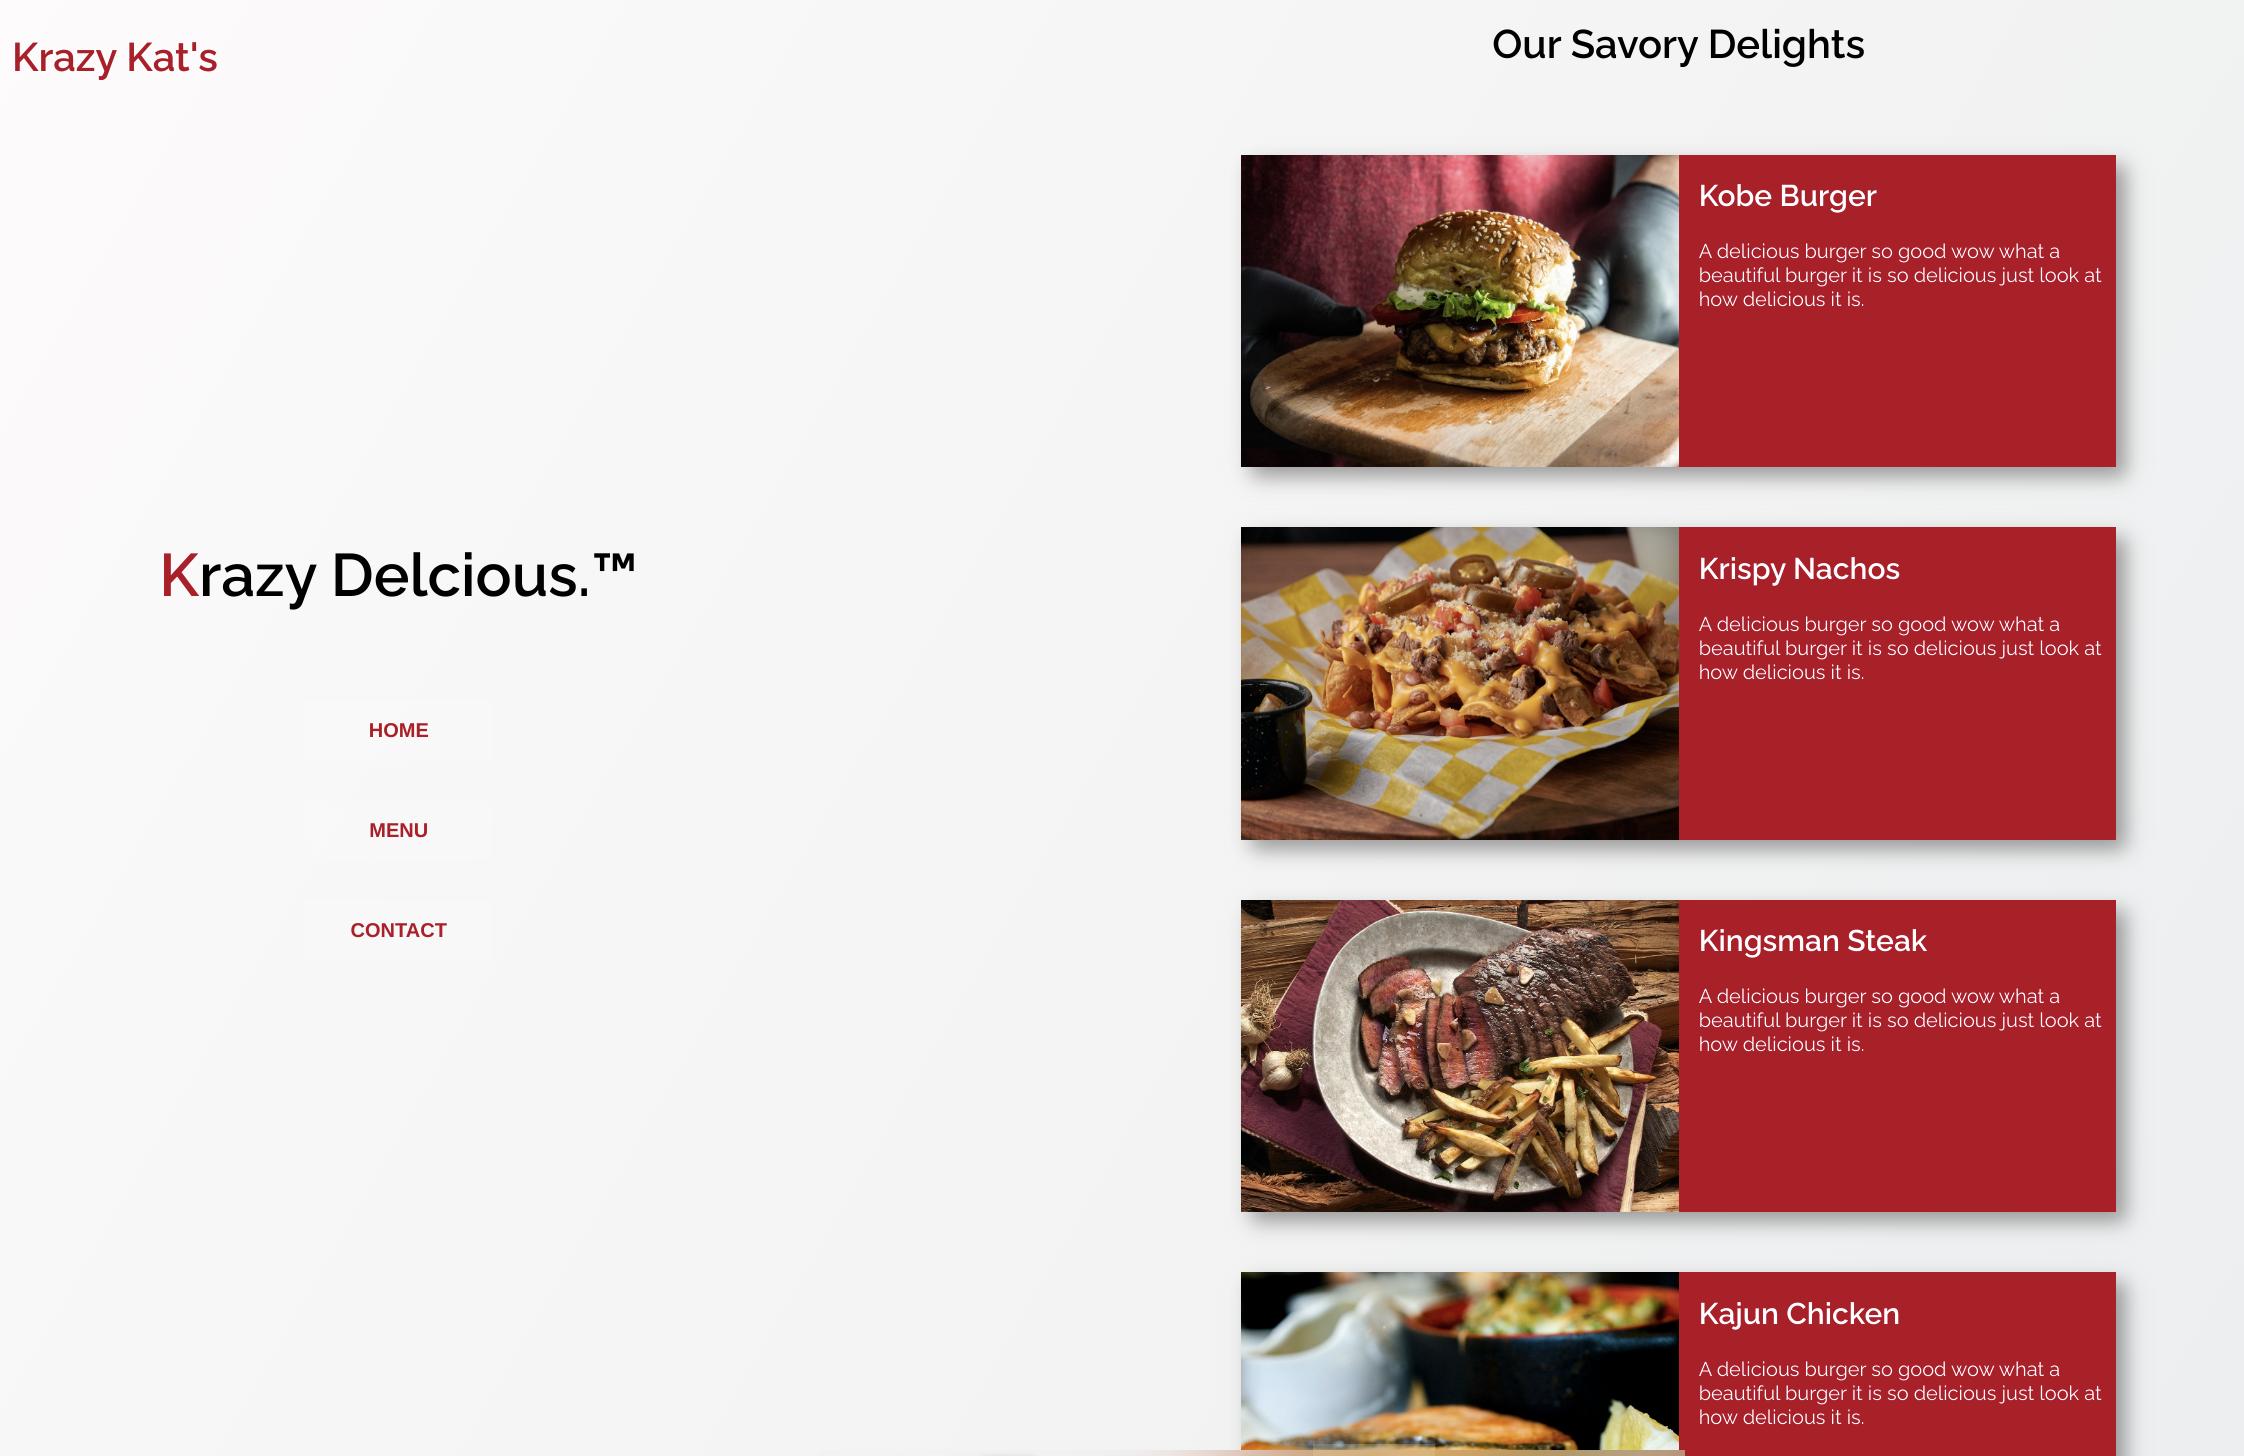 Krazy Kat's
Krazy Delcious.™
HOME
MENU
CONTACT
Our Savory Delights
Kobe Burger
A delicious burger so good wow what a
beautiful burger it is so delicious just look at
how delicious it is.
Krispy Nachos
A delicious burger so good wow what a
beautiful burger it is so delicious just look at
how delicious it is.
Kingsman Steak
A delicious burger so good wow what a
beautiful burger it is so delicious just look at
how delicious it is.
Kajun Chicken
A delicious burger so good wow what a
beautiful burger it is so delicious just look at
how delicious it is.